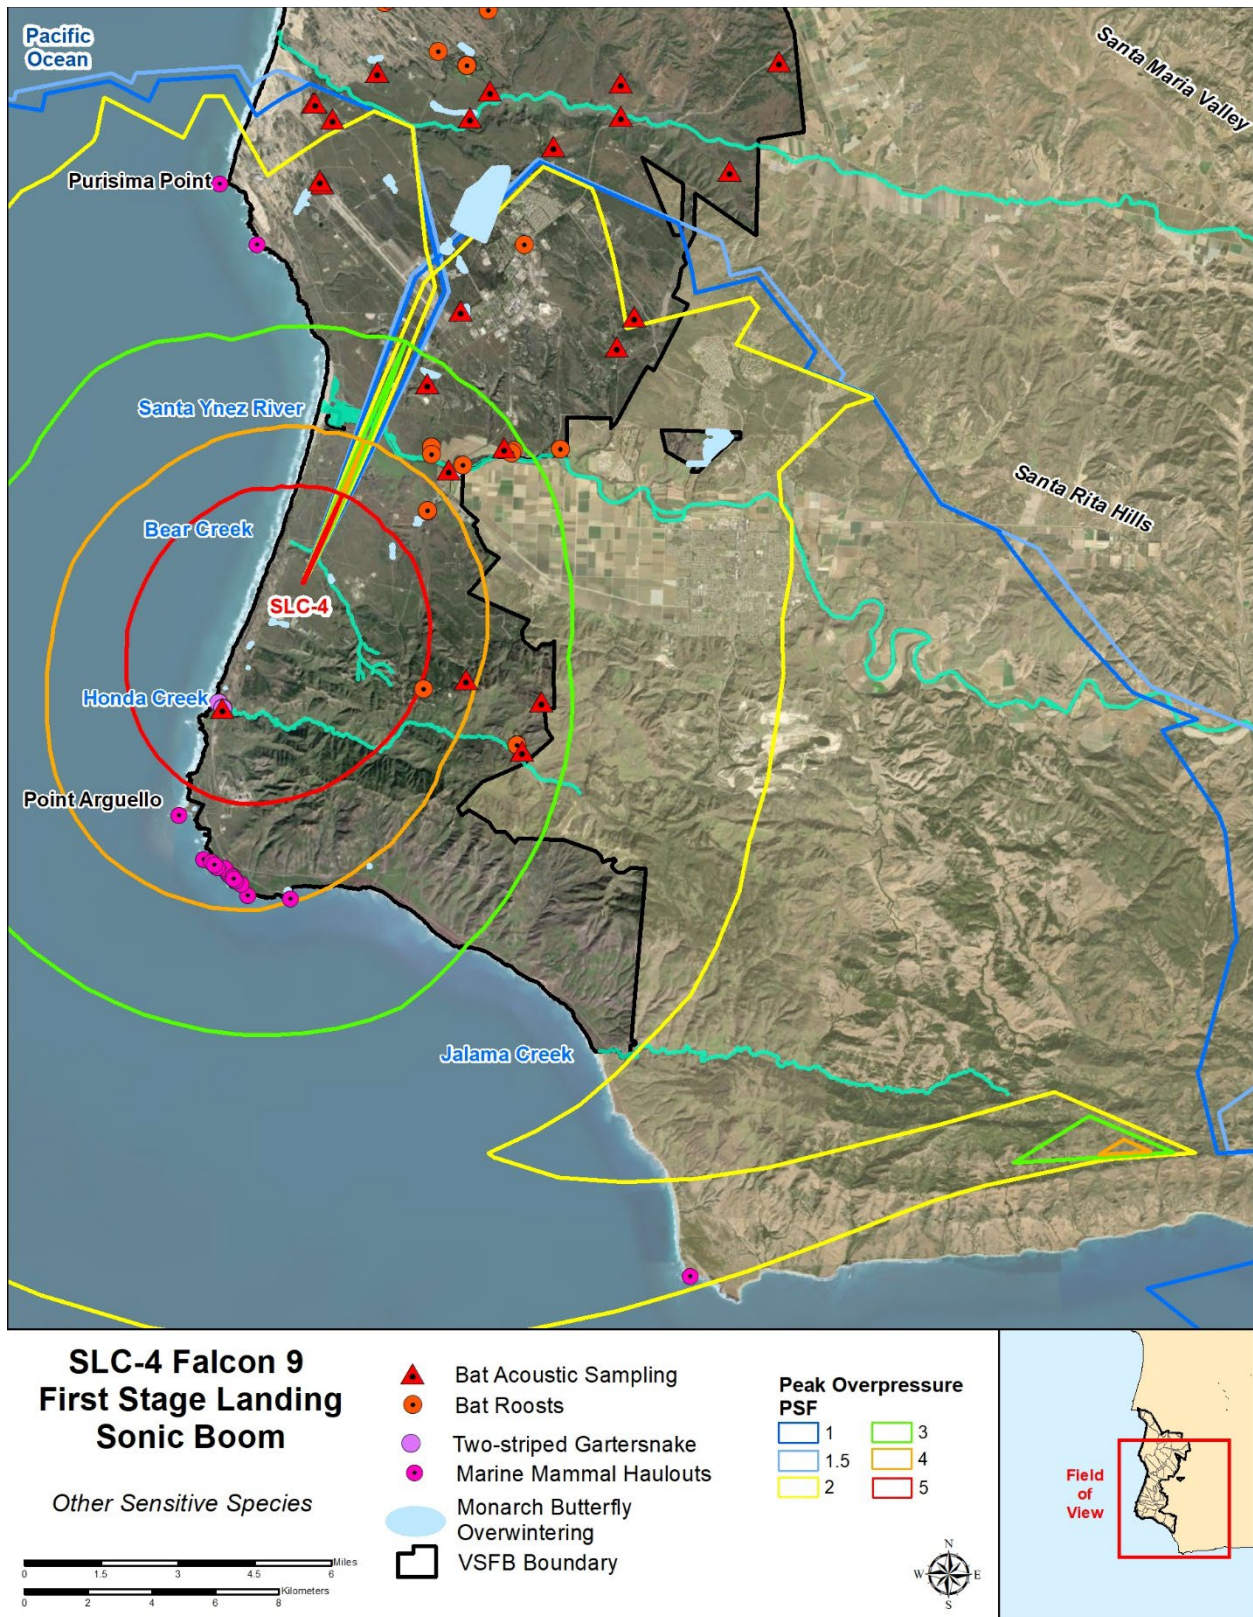 Pacific
Ocean
Santa Maria Valley
Purisima Point
Santa Ynez River
Santa Rita Hills
Bear Creek
SLC-4
Honda Creek
Point Arguello
Jalama Creek
SLC-4 Falcon 9
First Stage Landing
Sonic Boom
Other Sensitive Species
Miles
0 1.5 3 4.5 6
Kilometers
0 2 4 6 8
Bat Acoustic Sampling
Bat Roosts
Two-striped Gartersnake
Marine Mammal Haulouts
Monarch Butterfly
Overwintering
VSFB Boundary
Peak Overpressure
PSF
1 3
1.5 4
2 5
N
W E
S
Field
of
View